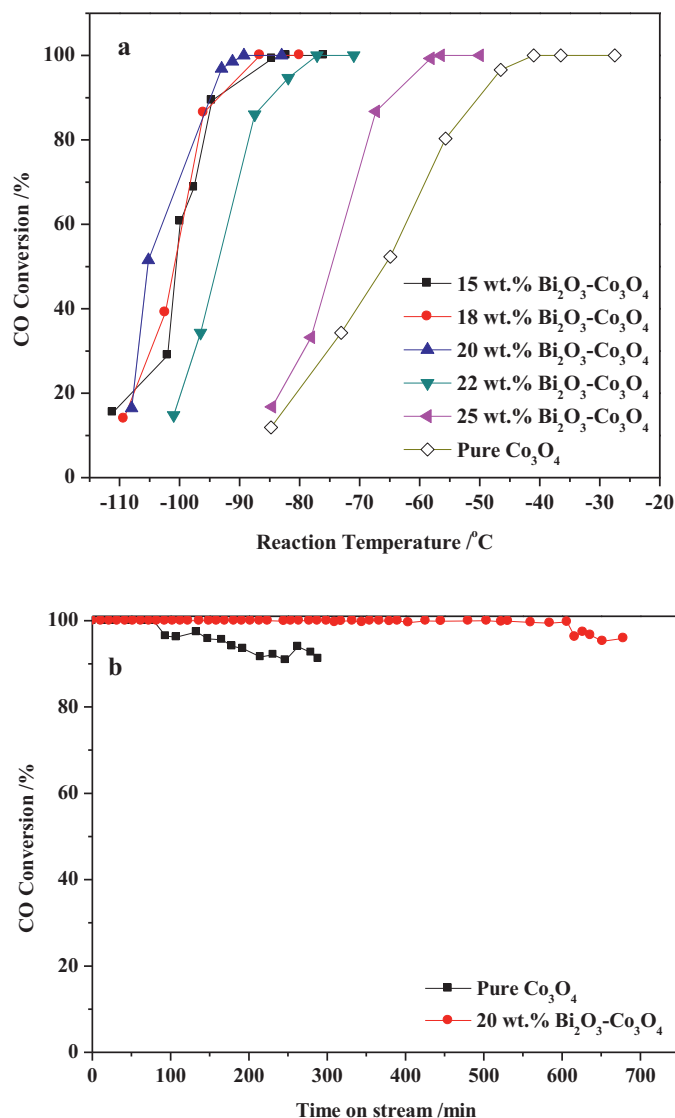 a
100
80
60
40
20
0
CO Conversion /%
15 wt.% Bi₂O₃-Co₃O₄
18 wt.% Bi₂O₃-Co₃O₄
20 wt.% Bi₂O₃-Co₃O₄
22 wt.% Bi₂O₃-Co₃O₄
25 wt.% Bi₂O₃-Co₃O₄
Pure Co₃O₄
-110 -100 -90 -80 -70 -60 -50 -40 -30 -20
Reaction Temperature /°C
b
100
80
60
40
20
0
CO Conversion /%
Pure Co₃O₄
20 wt.% Bi₂O₃-Co₃O₄
0 100 200 300 400 500 600 700
Time on stream /min